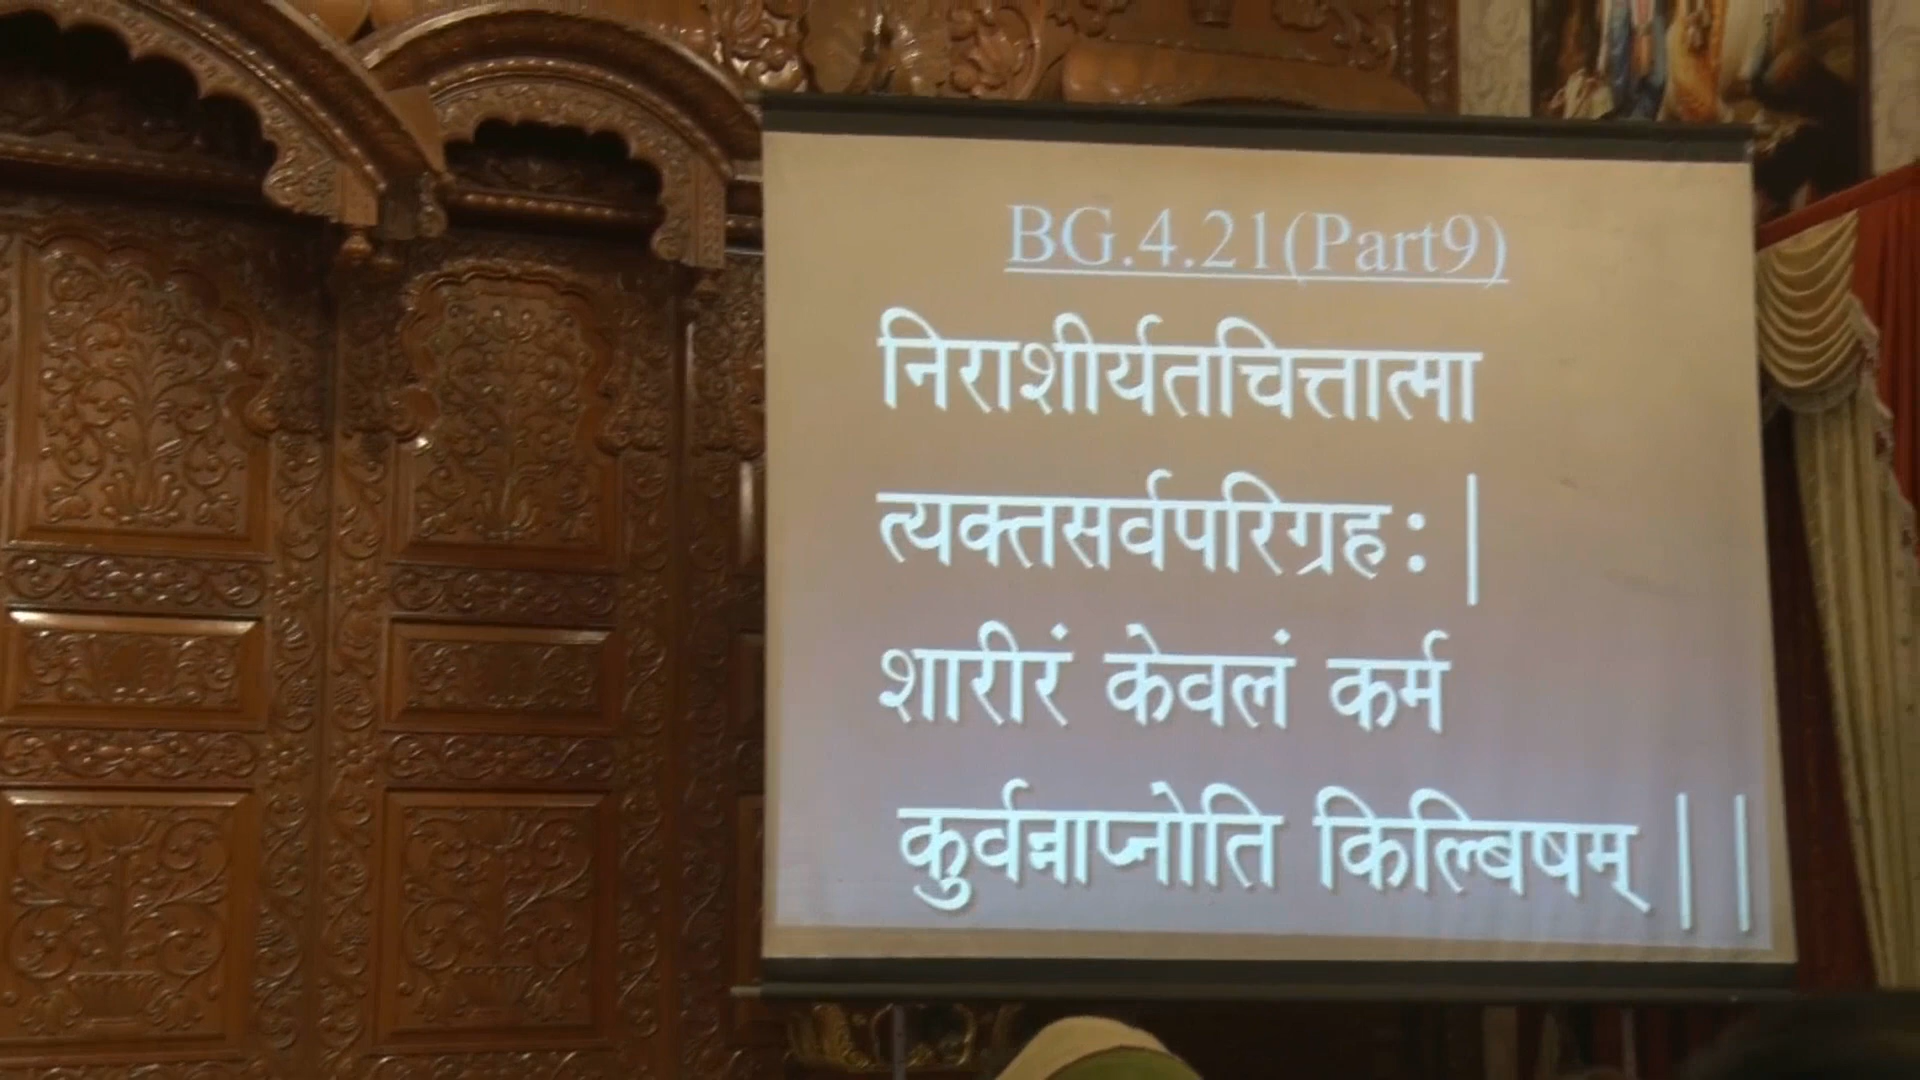 BG.4.21(Part9)
निराशीर्यतचित्तात्मा
त्यक्तसर्वपरिग्रहः |
शारीरं केवलं कर्म
कुर्वन्नाप्नोति किल्बिषम् ||